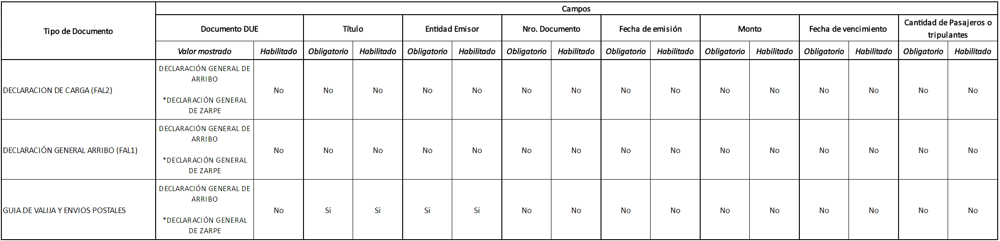 Campos
Tipo de Documento
Documento DUE
Título
Entidad Emisor
Nro. Documento
Fecha de emisión
Monto
Fecha de vencimiento
Cantidad de Pasajeros o
tripulantes
Valor mostrado Habilitado Obligatorio Habilitado Obligatorio Habilitado Obligatorio Habilitado Obligatorio Habilitado Obligatorio Habilitado Obligatorio Habilitado Obligatorio Habilitado
DECLARACION DE CARGA (FAL2)
DECLARACIÓN GENERAL DE
ARRIBO
*DECLARACIÓN GENERAL
DE ZARPE
No No No No No No No No No No No No No No No
DECLARACIÓN GENERAL ARRIBO (FAL1)
DECLARACIÓN GENERAL DE
ARRIBO
*DECLARACIÓN GENERAL
DE ZARPE
No No No No No No No No No No No No No No No
GUIA DE VALIJA Y ENVIOS POSTALES
DECLARACIÓN GENERAL DE
ARRIBO
*DECLARACIÓN GENERAL
DE ZARPE
No Si Si Si Si No No No No No No No No No No